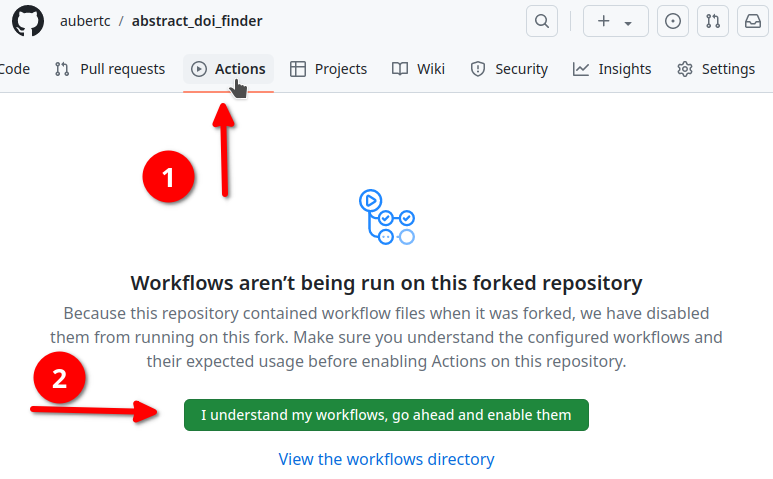 aubertc / abstract_doi_finder
Code Pull requests Actions Projects Wiki Security Insights Settings
1
Workflows aren’t being run on this forked repository
Because this repository contained workflow files when it was forked, we have disabled
them from running on this fork. Make sure you understand the configured workflows and
their expected usage before enabling Actions on this repository.
2
I understand my workflows, go ahead and enable them
View the workflows directory